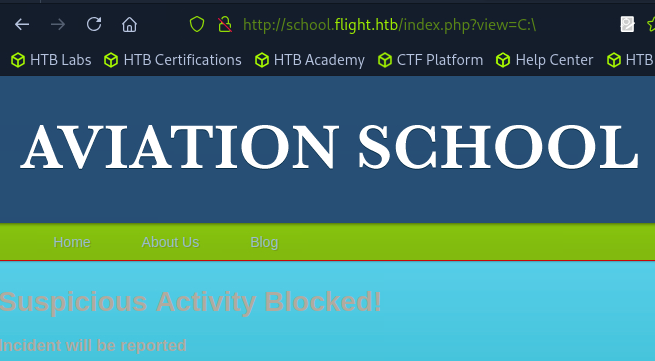 http://school.flight.htb/index.php?view=C:\
HTB Labs HTB Certifications HTB Academy CTF Platform Help Center HTB
AVIATION SCHOOL
Home About Us Blog
Suspicious Activity Blocked!
Incident will be reported